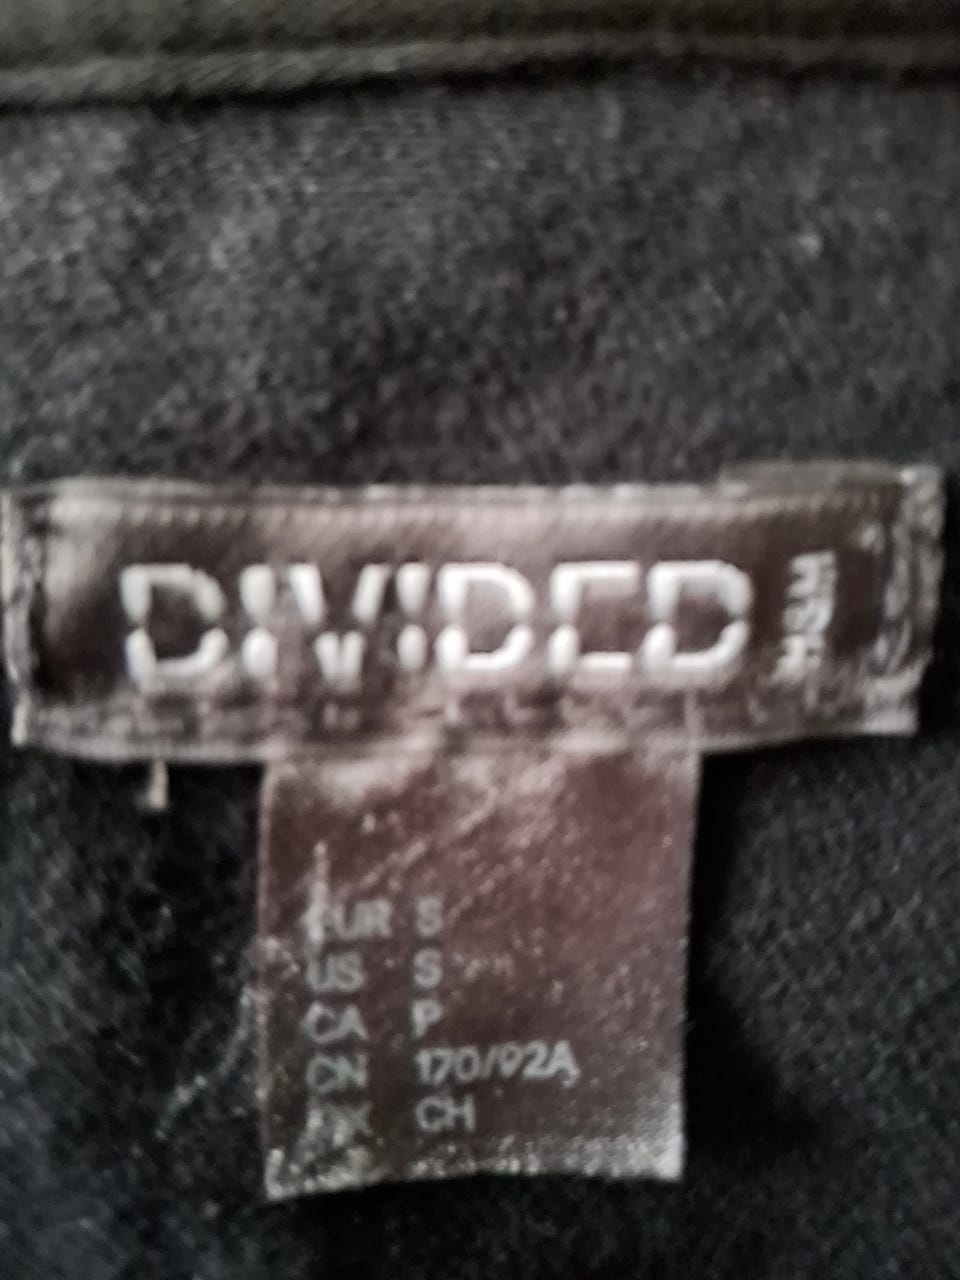 DIVIDED
H&M
EUR S
US S
CA P
CN 170/92A
MX CH